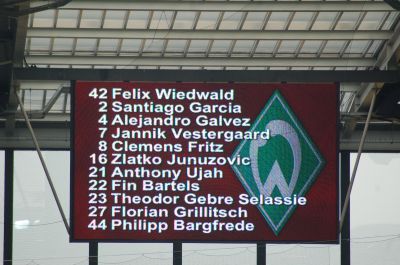 42 Felix Wiedwald
2 Santiago Garcia
4 Alejandro Galvez
7 Jannik Vestergaard
8 Clemens Fritz
16 Zlatko Junuzovic
21 Anthony Ujah
22 Fin Bartels
23 Theodor Gebre Selassie
27 Florian Grillitsch
44 Philipp Bargfrede